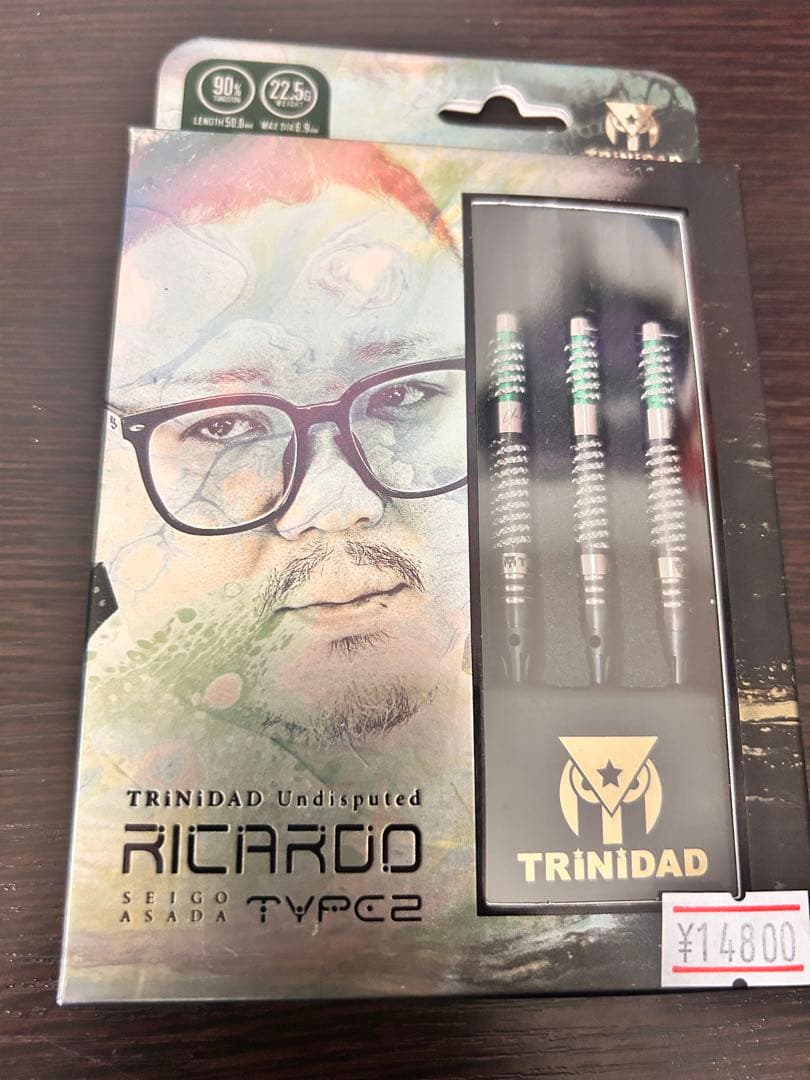 90%
TUNGSTEN
22.5G
WEIGHT
LENGTH 50.0mm MAX DIA 6.9mm
TRiNiDAD
TRiNiDAD Undisputed
RICARDO
SEIGO
ASADA
TYPE2
TRiNiDAD
¥14800